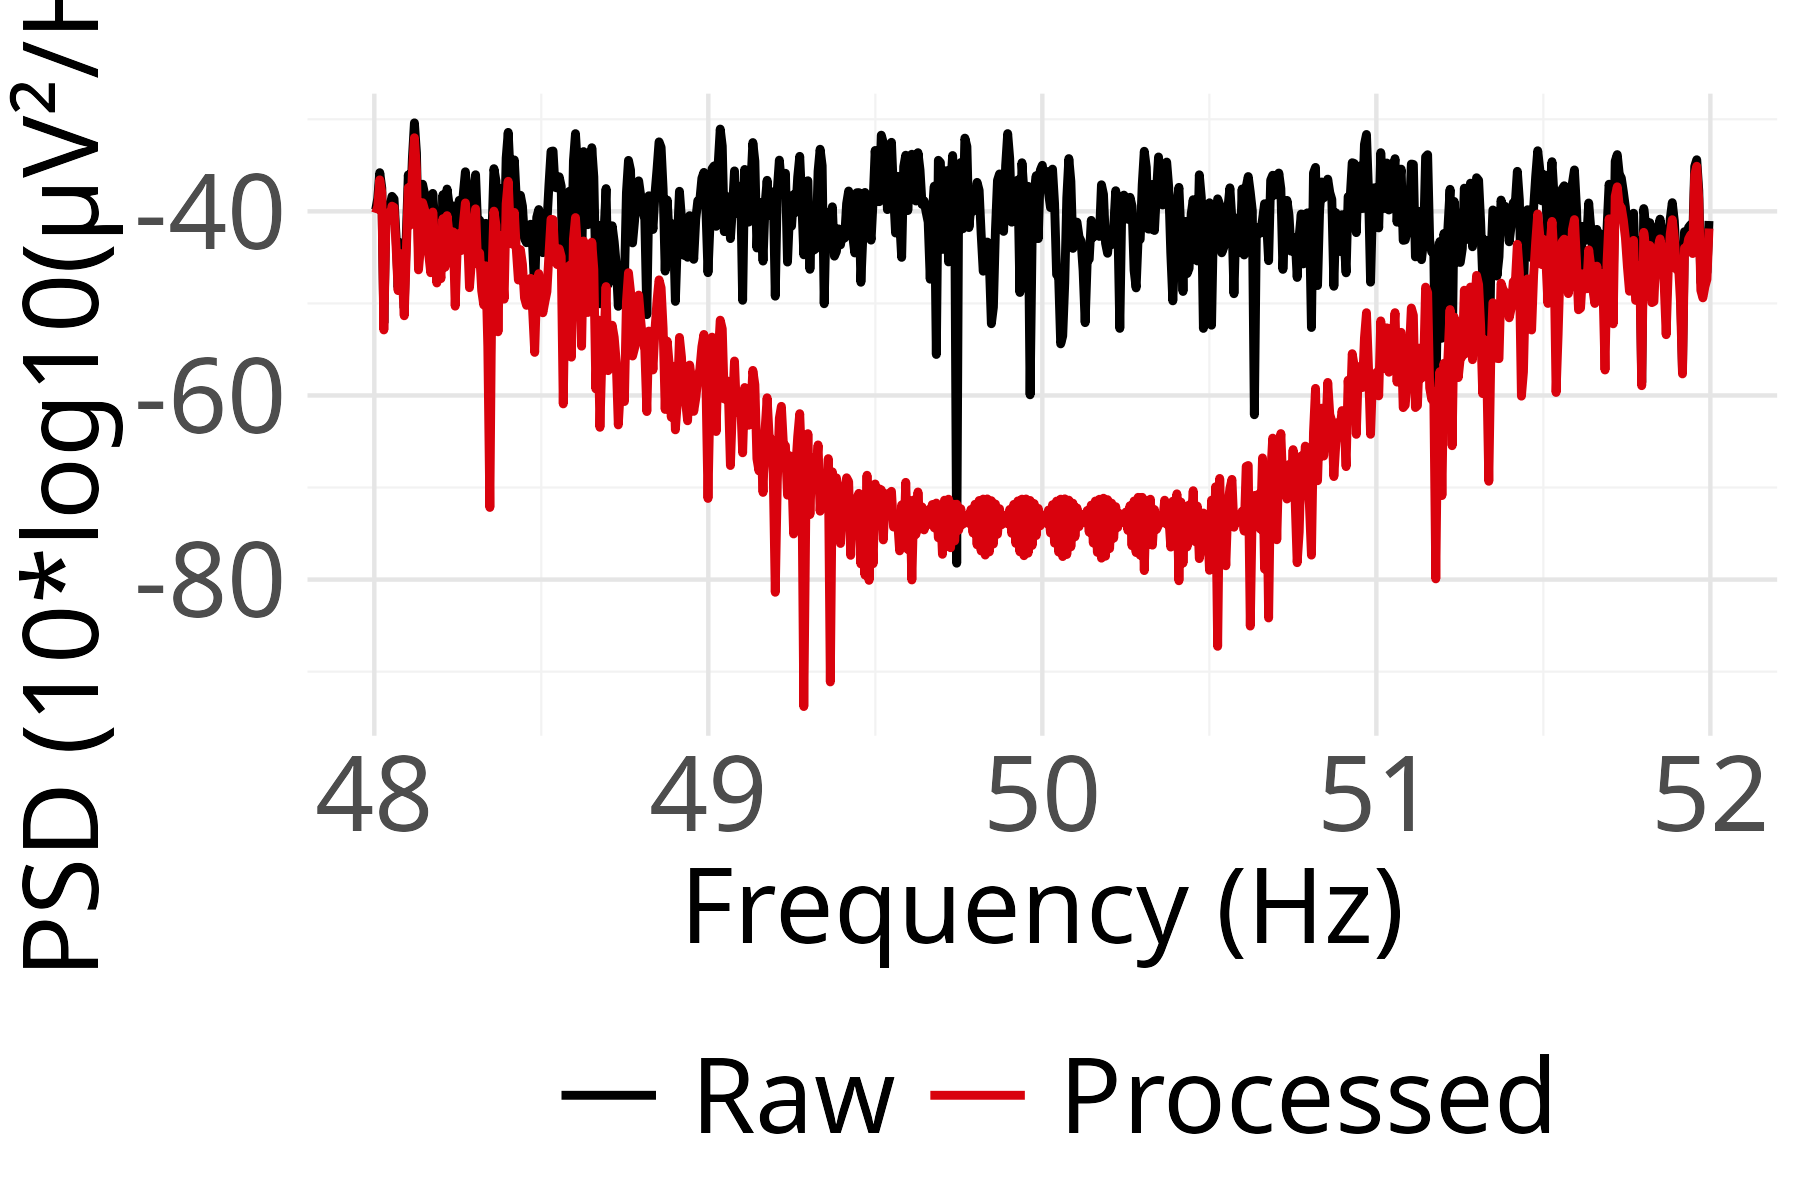 PSD (10*log10(µV²/H
-40
-60
-80
48 49 50 51 52
Frequency (Hz)
Raw Processed